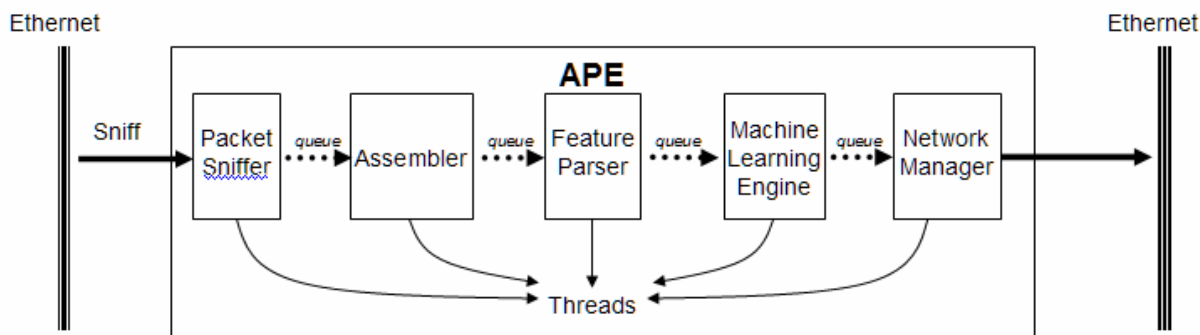 Ethernet
Ethernet
APE
Sniff
Packet
Sniffer
queue
Assembler
queue
Feature
Parser
queue
Machine
Learning
Engine
queue
Network
Manager
Threads